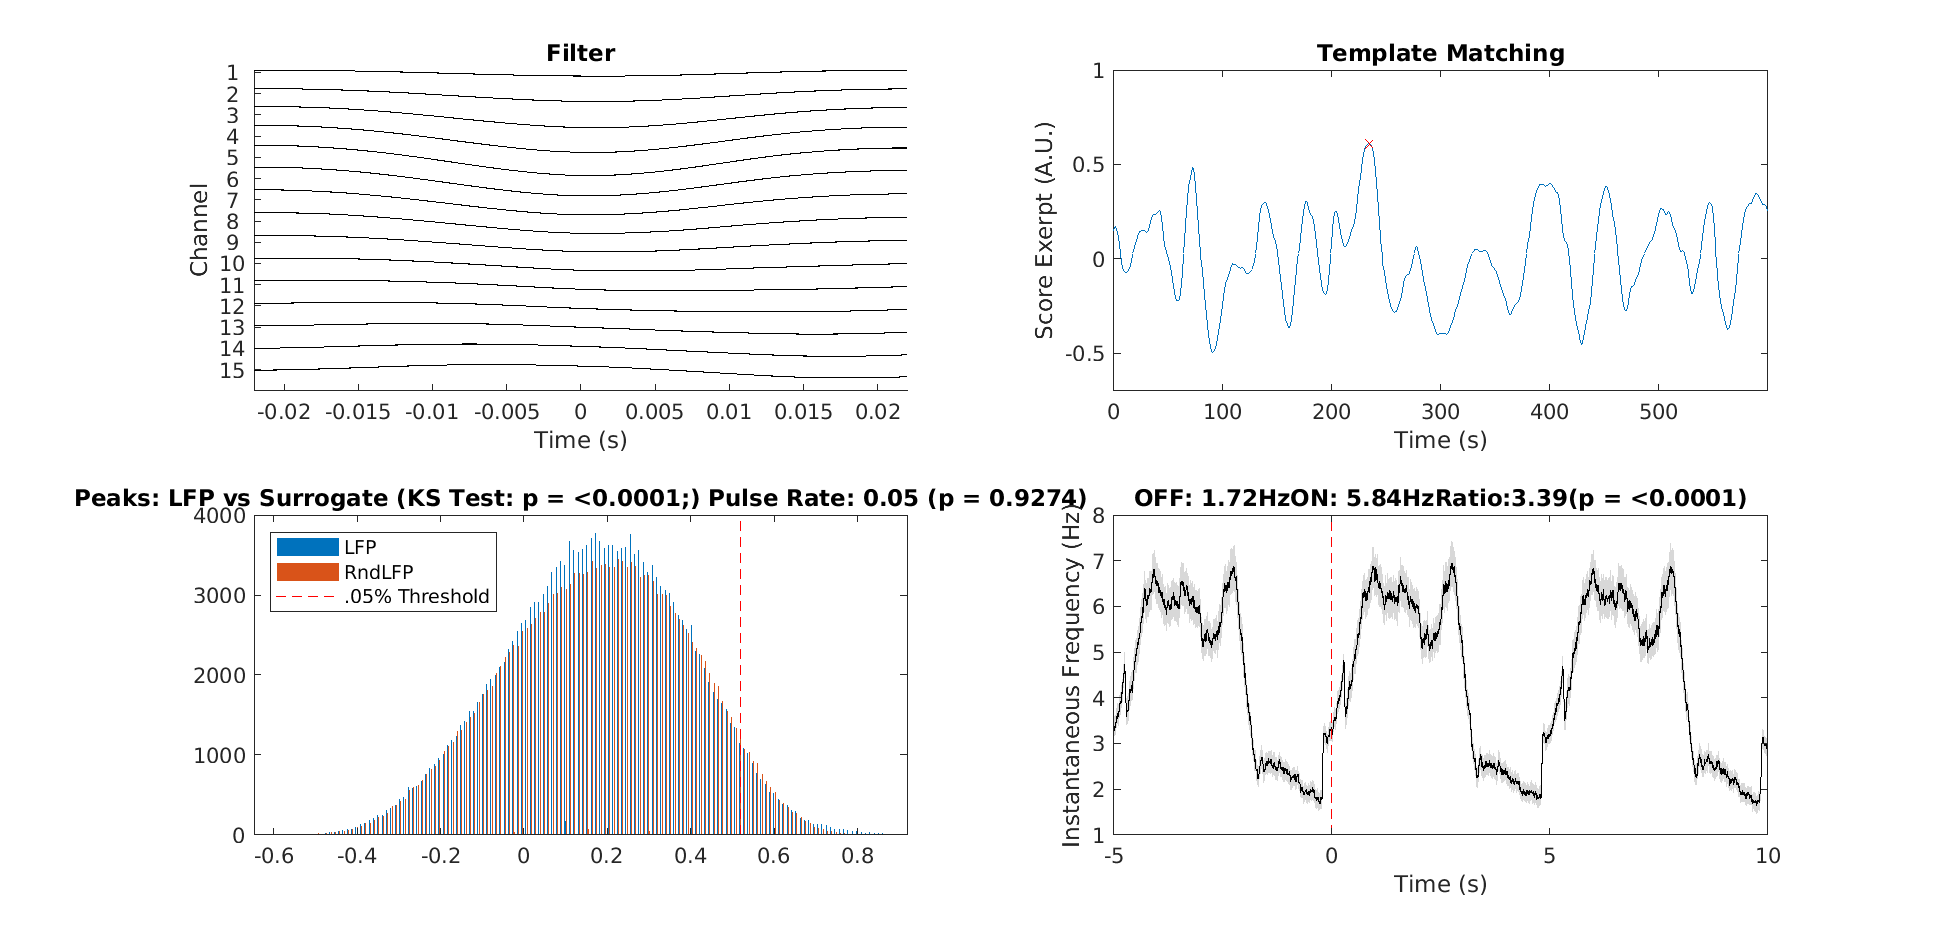 Filter
Channel
1
2
3
4
5
6
7
8
9
10
11
12
13
14
15
-0.02 -0.015 -0.01 -0.005 0 0.005 0.01 0.015 0.02
Time (s)
Template Matching
Score Exerpt (A.U.)
1
0.5
0
-0.5
0 100 200 300 400 500
Time (s)
Peaks: LFP vs Surrogate (KS Test: p = <0.0001;) Pulse Rate: 0.05 (p = 0.9274)
4000
3000
2000
1000
0
LFP
RndLFP
.05% Threshold
-0.6 -0.4 -0.2 0 0.2 0.4 0.6 0.8
OFF: 1.72HzON: 5.84HzRatio:3.39(p = <0.0001)
Instantaneous Frequency (Hz)
8
7
6
5
4
3
2
1
-5 0 5 10
Time (s)